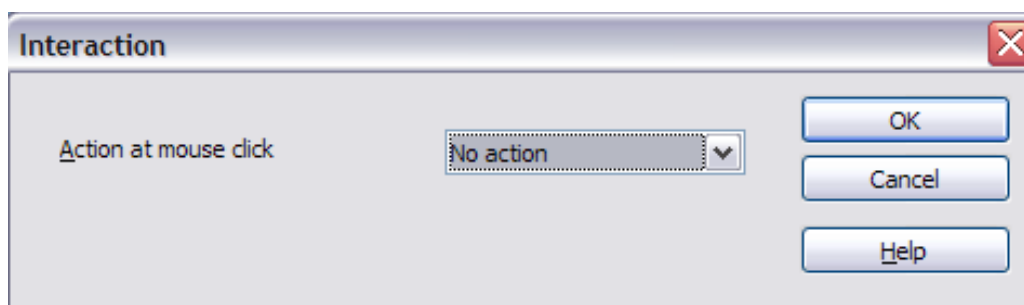 Interaction
Action at mouse click
No action
OK
Cancel
Help